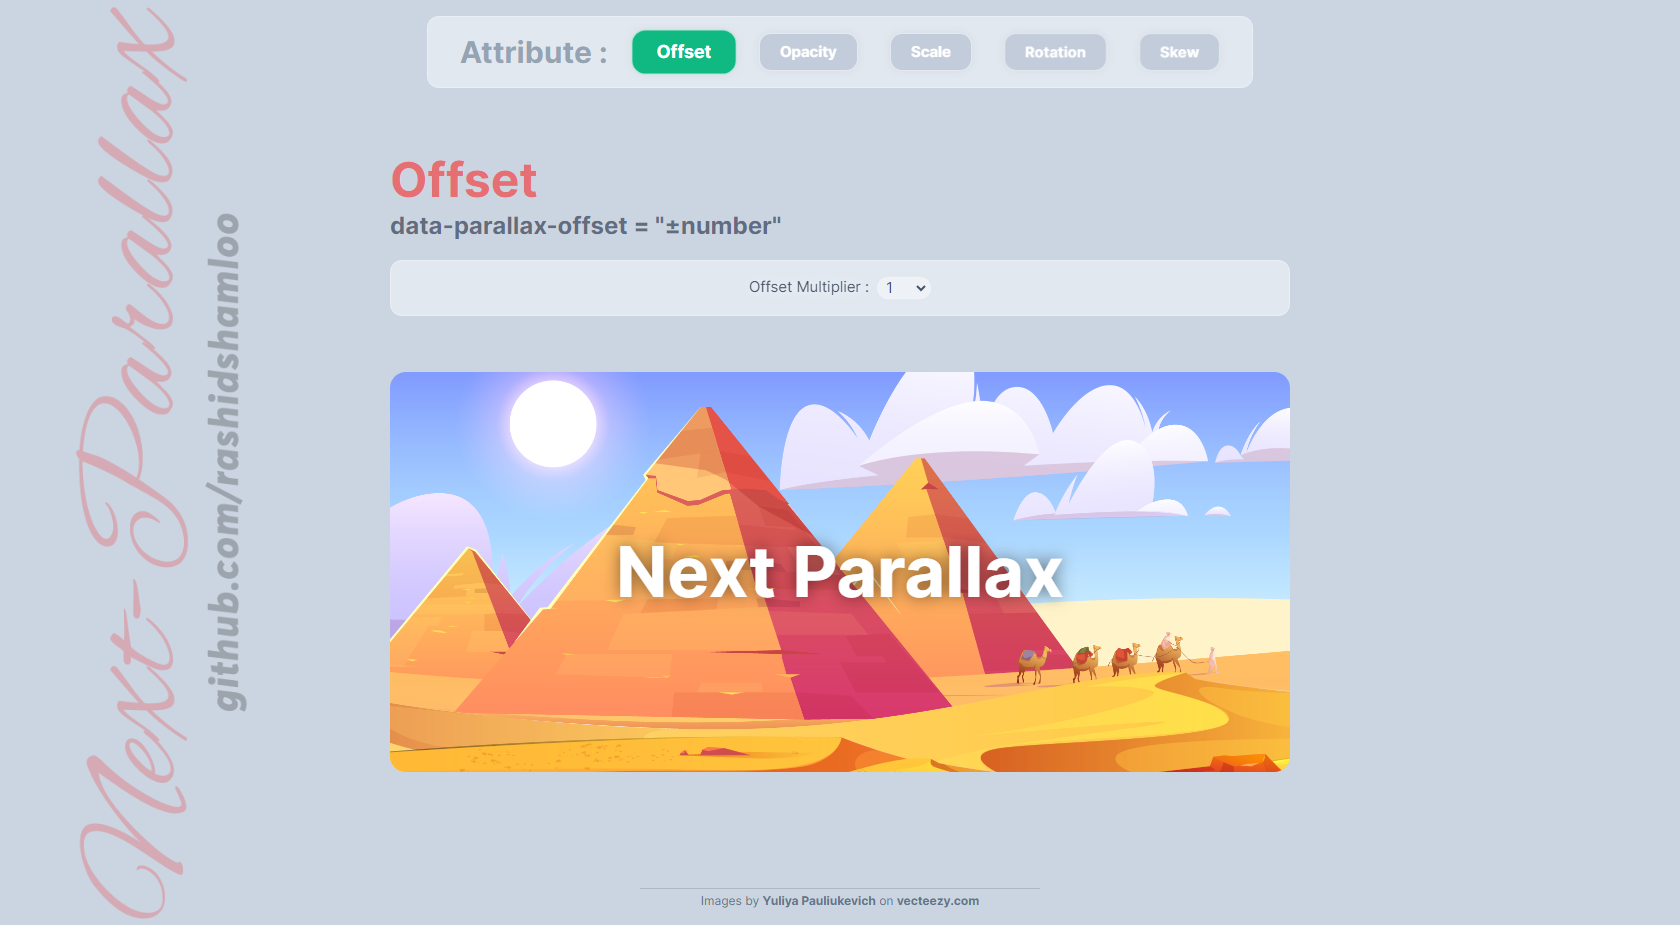 Attribute :
Offset
Opacity
Scale
Rotation
Skew
Next-Parallax
github.com/rashidshamloo
Offset
data-parallax-offset = "±number"
Offset Multiplier : 1
Next Parallax
Images by Yuliya Pauliukevich on vecteezy.com